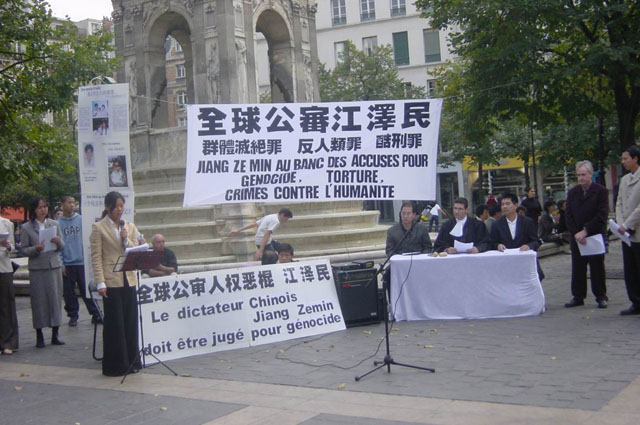 全球公審江澤民
群體滅絕罪 反人類罪 酷刑罪
JIANG ZE MIN AU BANC DES ACCUSES POUR
GENOCIDE, TORTURE,
CRIMES CONTRE L'HUMANITE
GAP
全球公审人权恶棍 江泽民
Le dictateur Chinois
Jiang Zemin
doit être jugé pour génocide